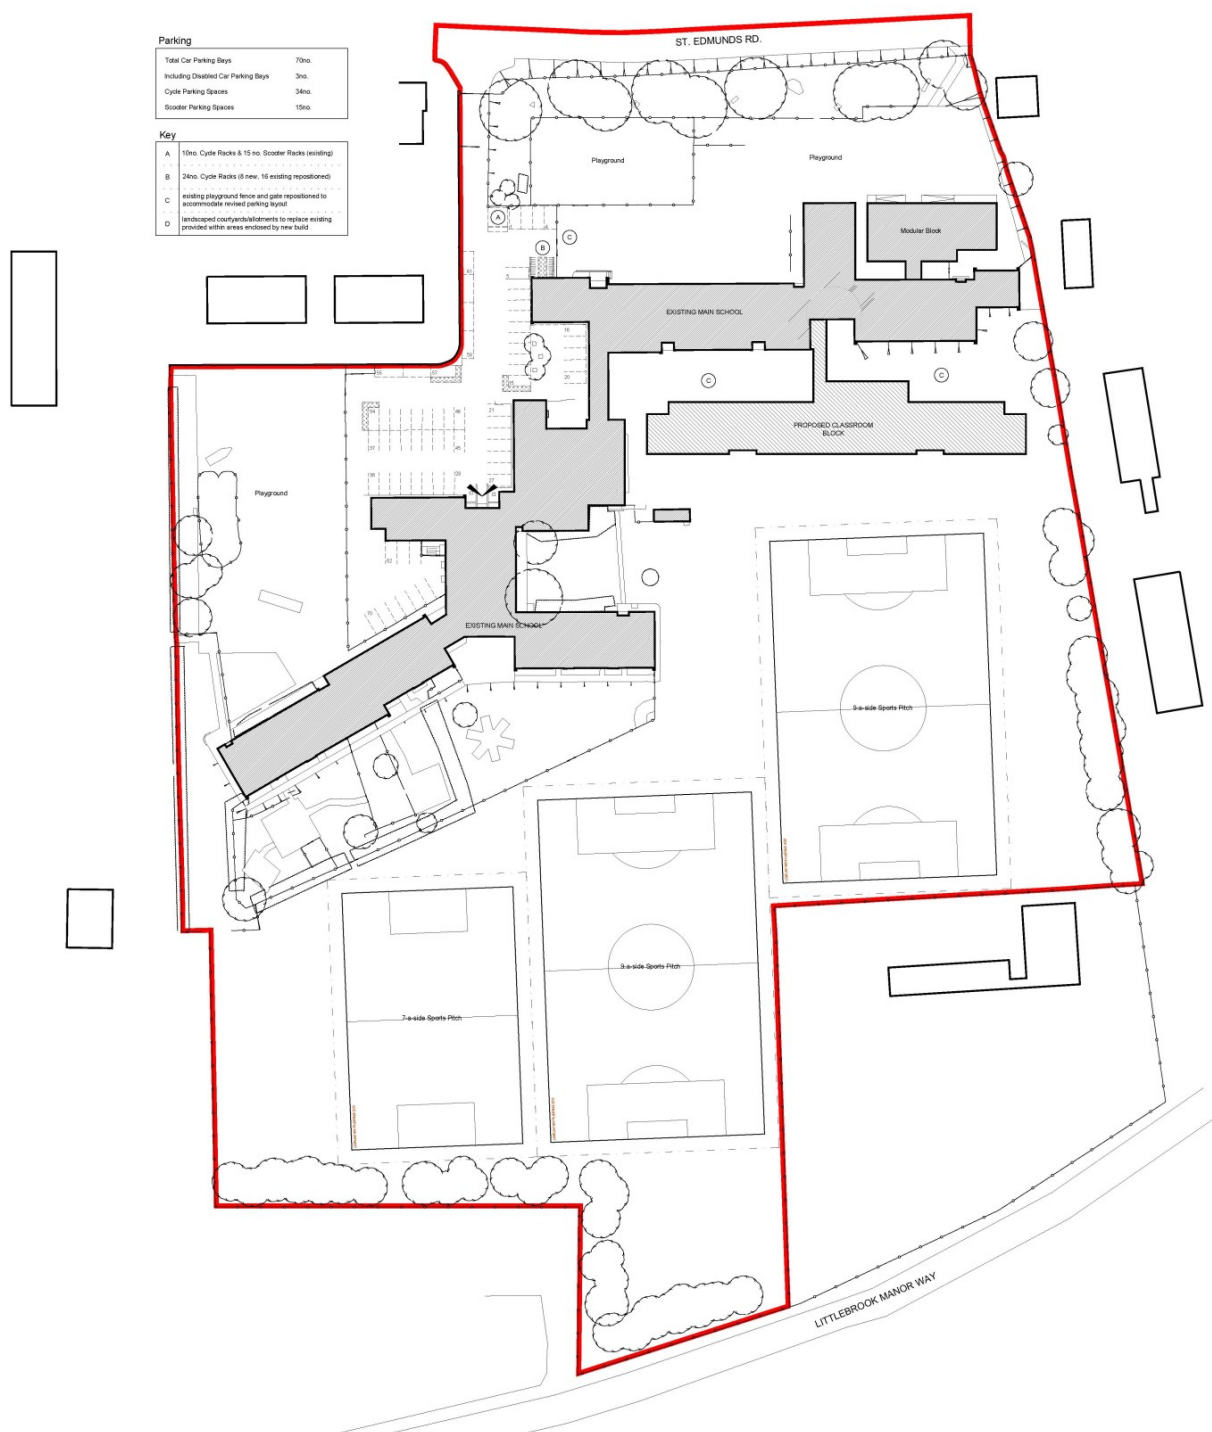 ST. EDMUNDS RD.
Parking
Total Car Parking Bays 70no.
Including Disabled Car Parking Bays 3no.
Cycle Parking Spaces 34no.
Scooter Parking Spaces 15no.
Key
A 10no. Cycle Racks & 15 no. Scooter Racks (existing)
B 24no. Cycle Racks (8 new, 16 existing repositioned)
C existing playground fence and gate repositioned to
accommodate revised parking layout
D landscaped courtyards/allotments to replace existing
provided within areas enclosed by new build
Playground
Playground
A
B
C
Modular Block
EXISTING MAIN SCHOOL
C
C
PROPOSED CLASSROOM
BLOCK
Playground
EXISTING MAIN SCHOOL
9-a-side Sports Pitch
9-a-side Sports Pitch
7-a-side Sports Pitch
LITTLEBROOK MANOR WAY